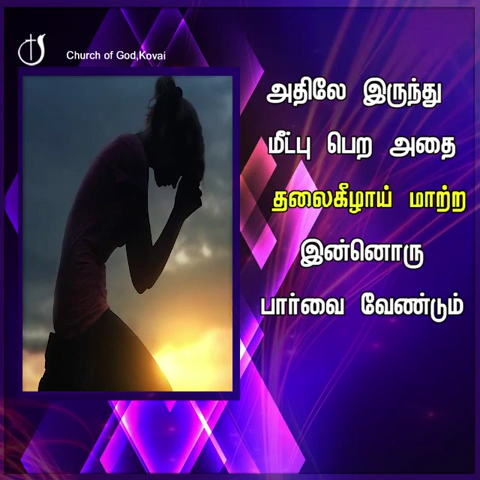 Church of God,Kovai
அதிலே இருந்து
மீட்பு பெற அதை
தலைகீழாய் மாற்ற
இன்னொரு
பார்வை வேண்டும்